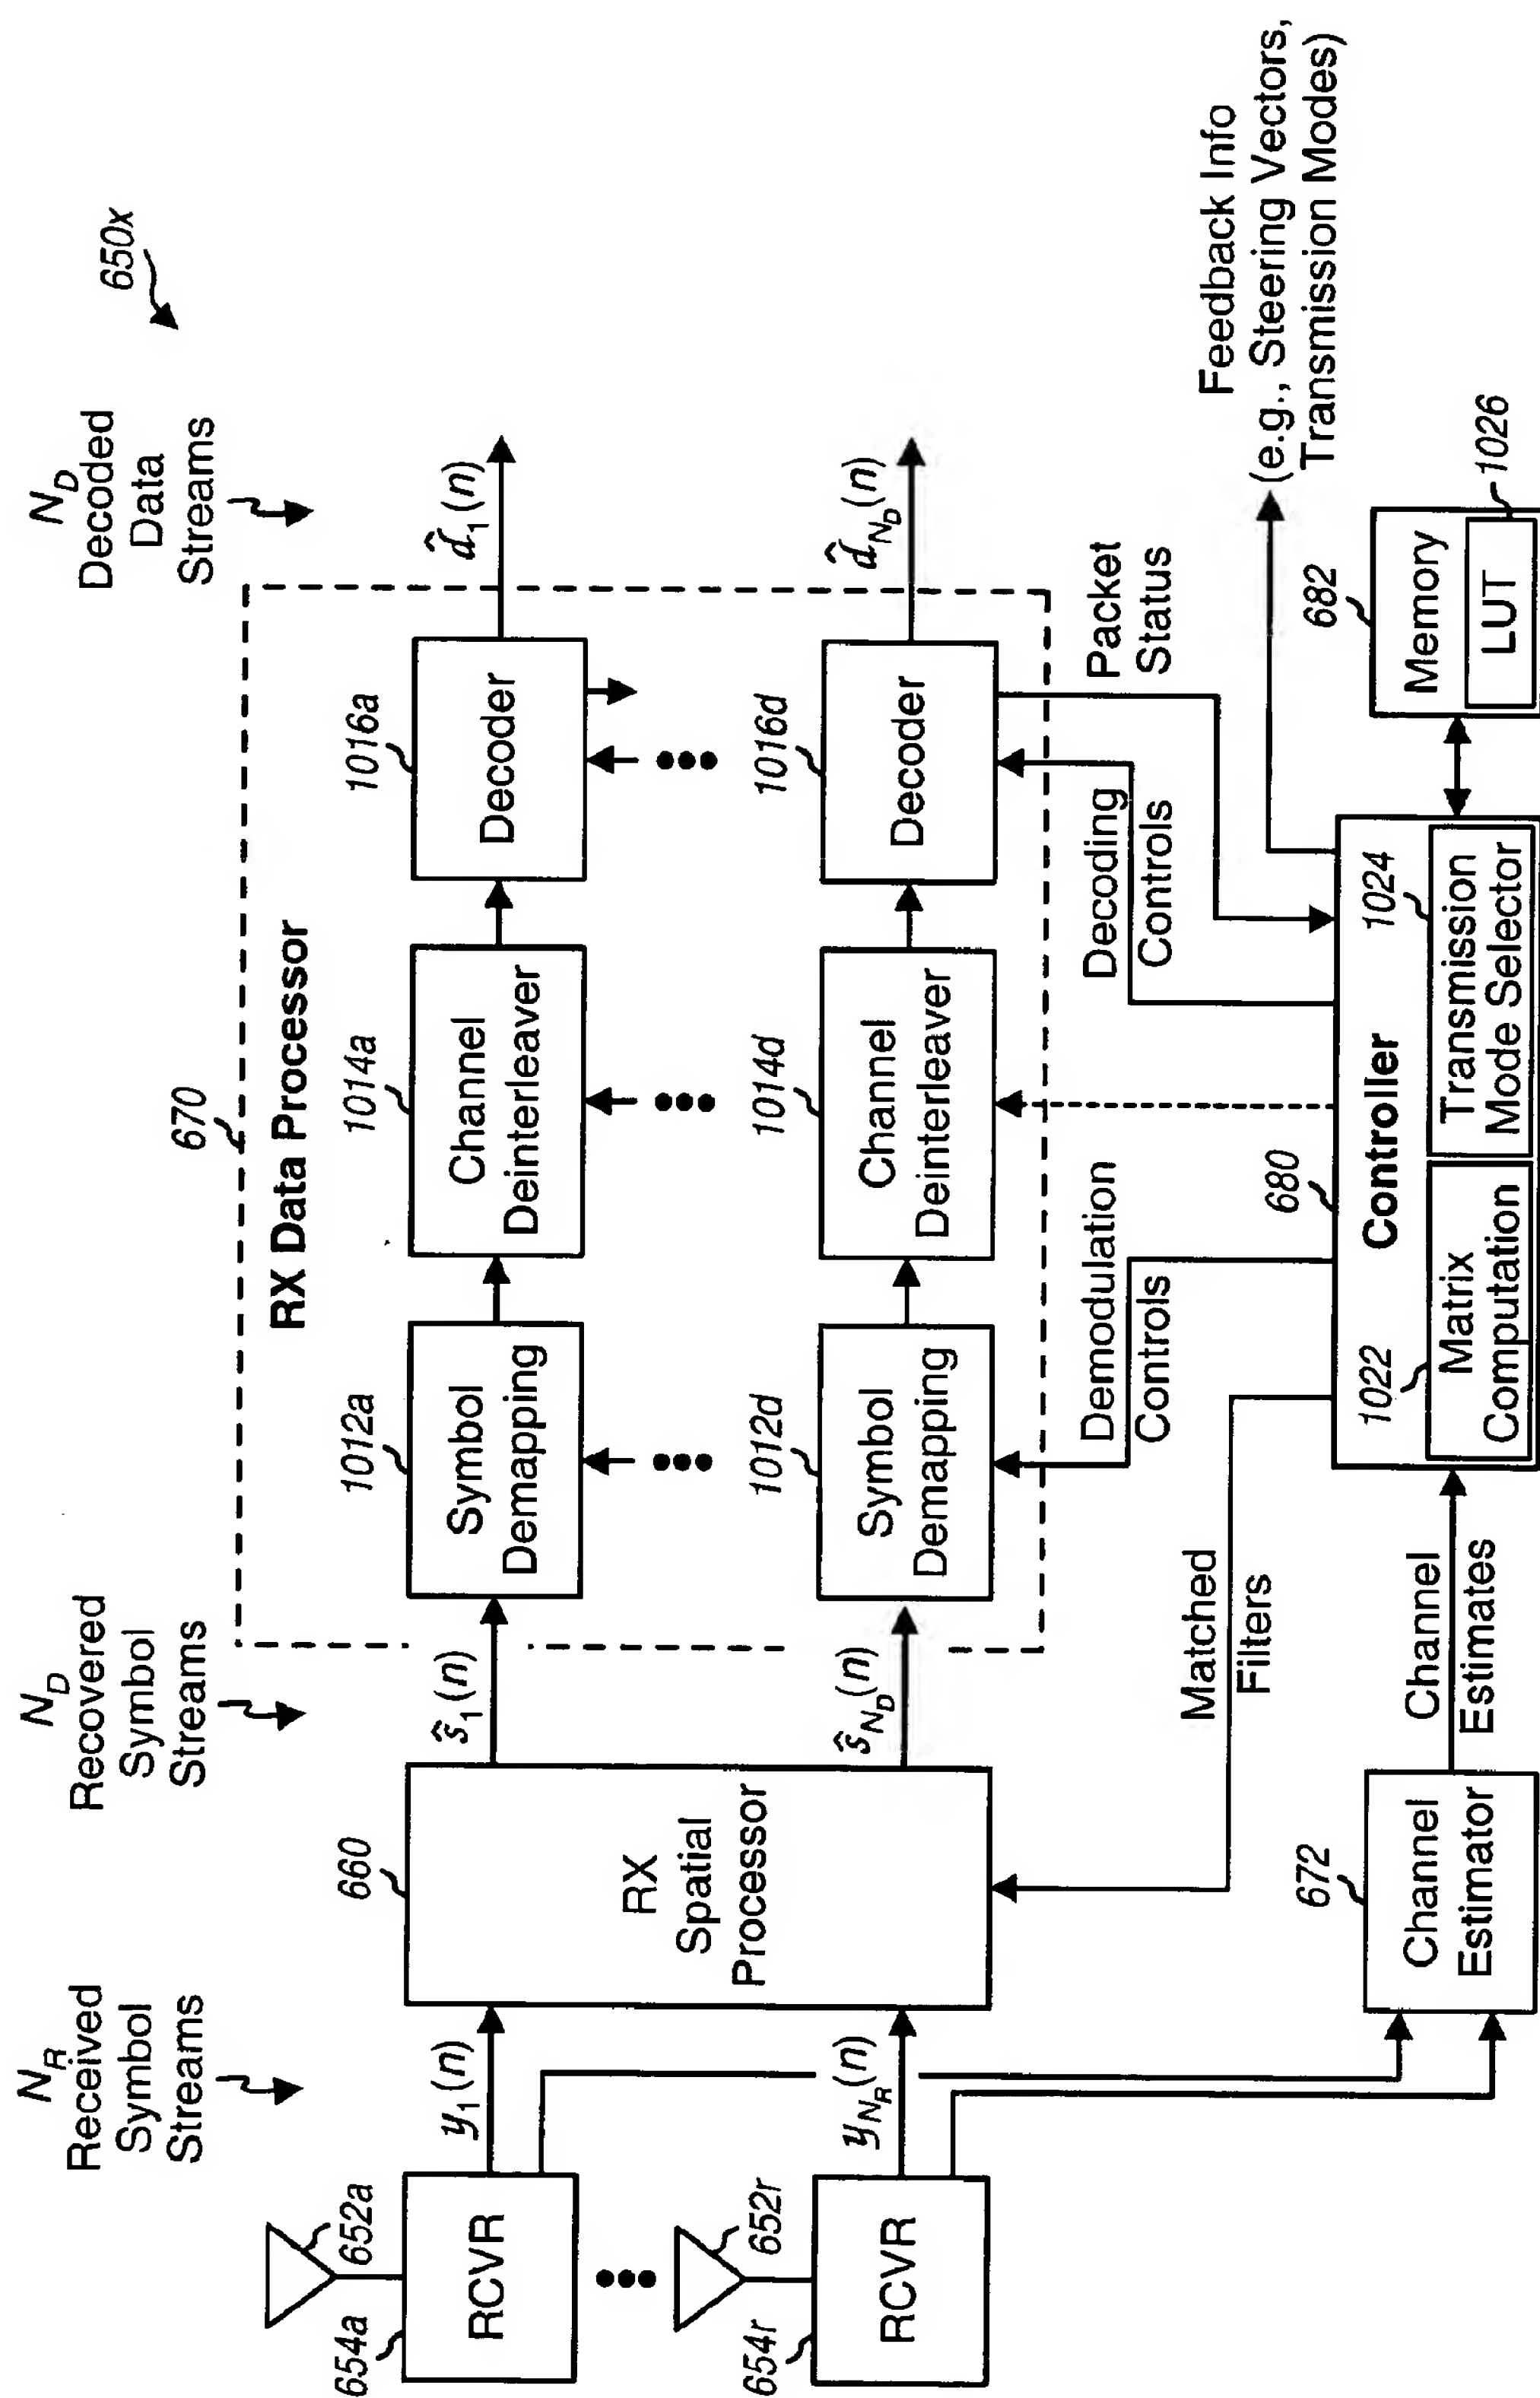 650x
N_R
Received
Symbol
Streams
N_D
Recovered
Symbol
Streams
N_D
Decoded
Data
Streams
670
RX Data Processor
652a
654a
RCVR
y_1(n)
660
RX
Spatial
Processor
ŝ_1(n)
1012a
Symbol
Demapping
1014a
Channel
Deinterleaver
1016a
Decoder
d̂_1(n)
652r
654r
RCVR
y_{N_R}(n)
ŝ_{N_D}(n)
1012d
Symbol
Demapping
1014d
Channel
Deinterleaver
1016d
Decoder
d̂_{N_D}(n)
Matched
Filters
Demodulation
Controls
Decoding
Controls
Packet
Status
Feedback Info
(e.g., Steering Vectors,
Transmission Modes)
672
Channel
Estimator
Channel
Estimates
680
Controller
1022
Matrix
Computation
1024
Transmission
Mode Selector
682
Memory
LUT
1026